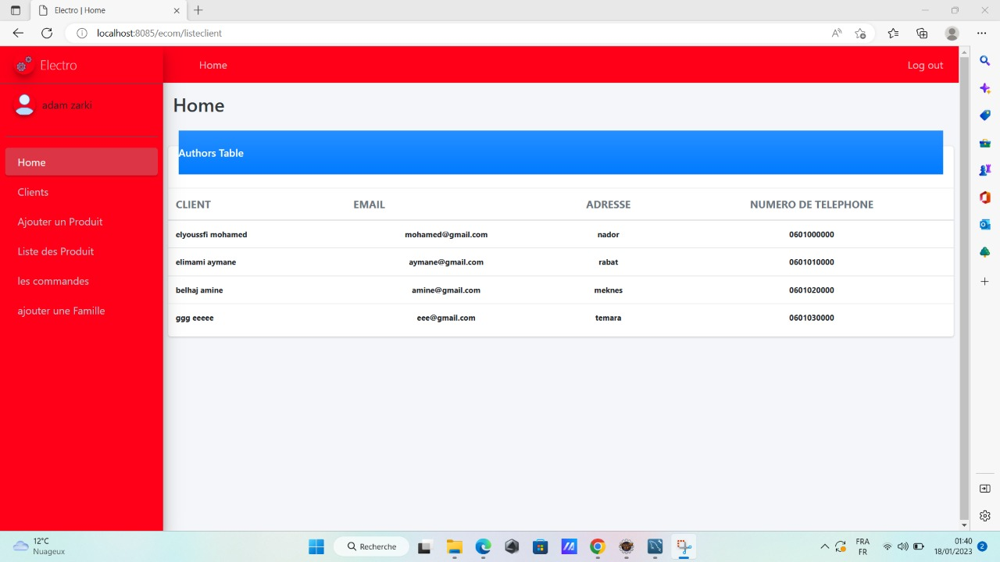 Electro | Home
localhost:8085/ecom/listeclient
Electro
Home
Log out
adam zarki
Home
Clients
Ajouter un Produit
Liste des Produit
les commandes
ajouter une Famille
Home
Authors Table
CLIENT EMAIL ADRESSE NUMERO DE TELEPHONE
elyoussfi mohamed mohamed@gmail.com nador 0601000000
elimami aymane aymane@gmail.com rabat 0601010000
belhaj amine amine@gmail.com meknes 0601020000
ggg eeeee eee@gmail.com temara 0601030000
12°C
Nuageux
Recherche
FRA
FR
01:40
18/01/2023
2